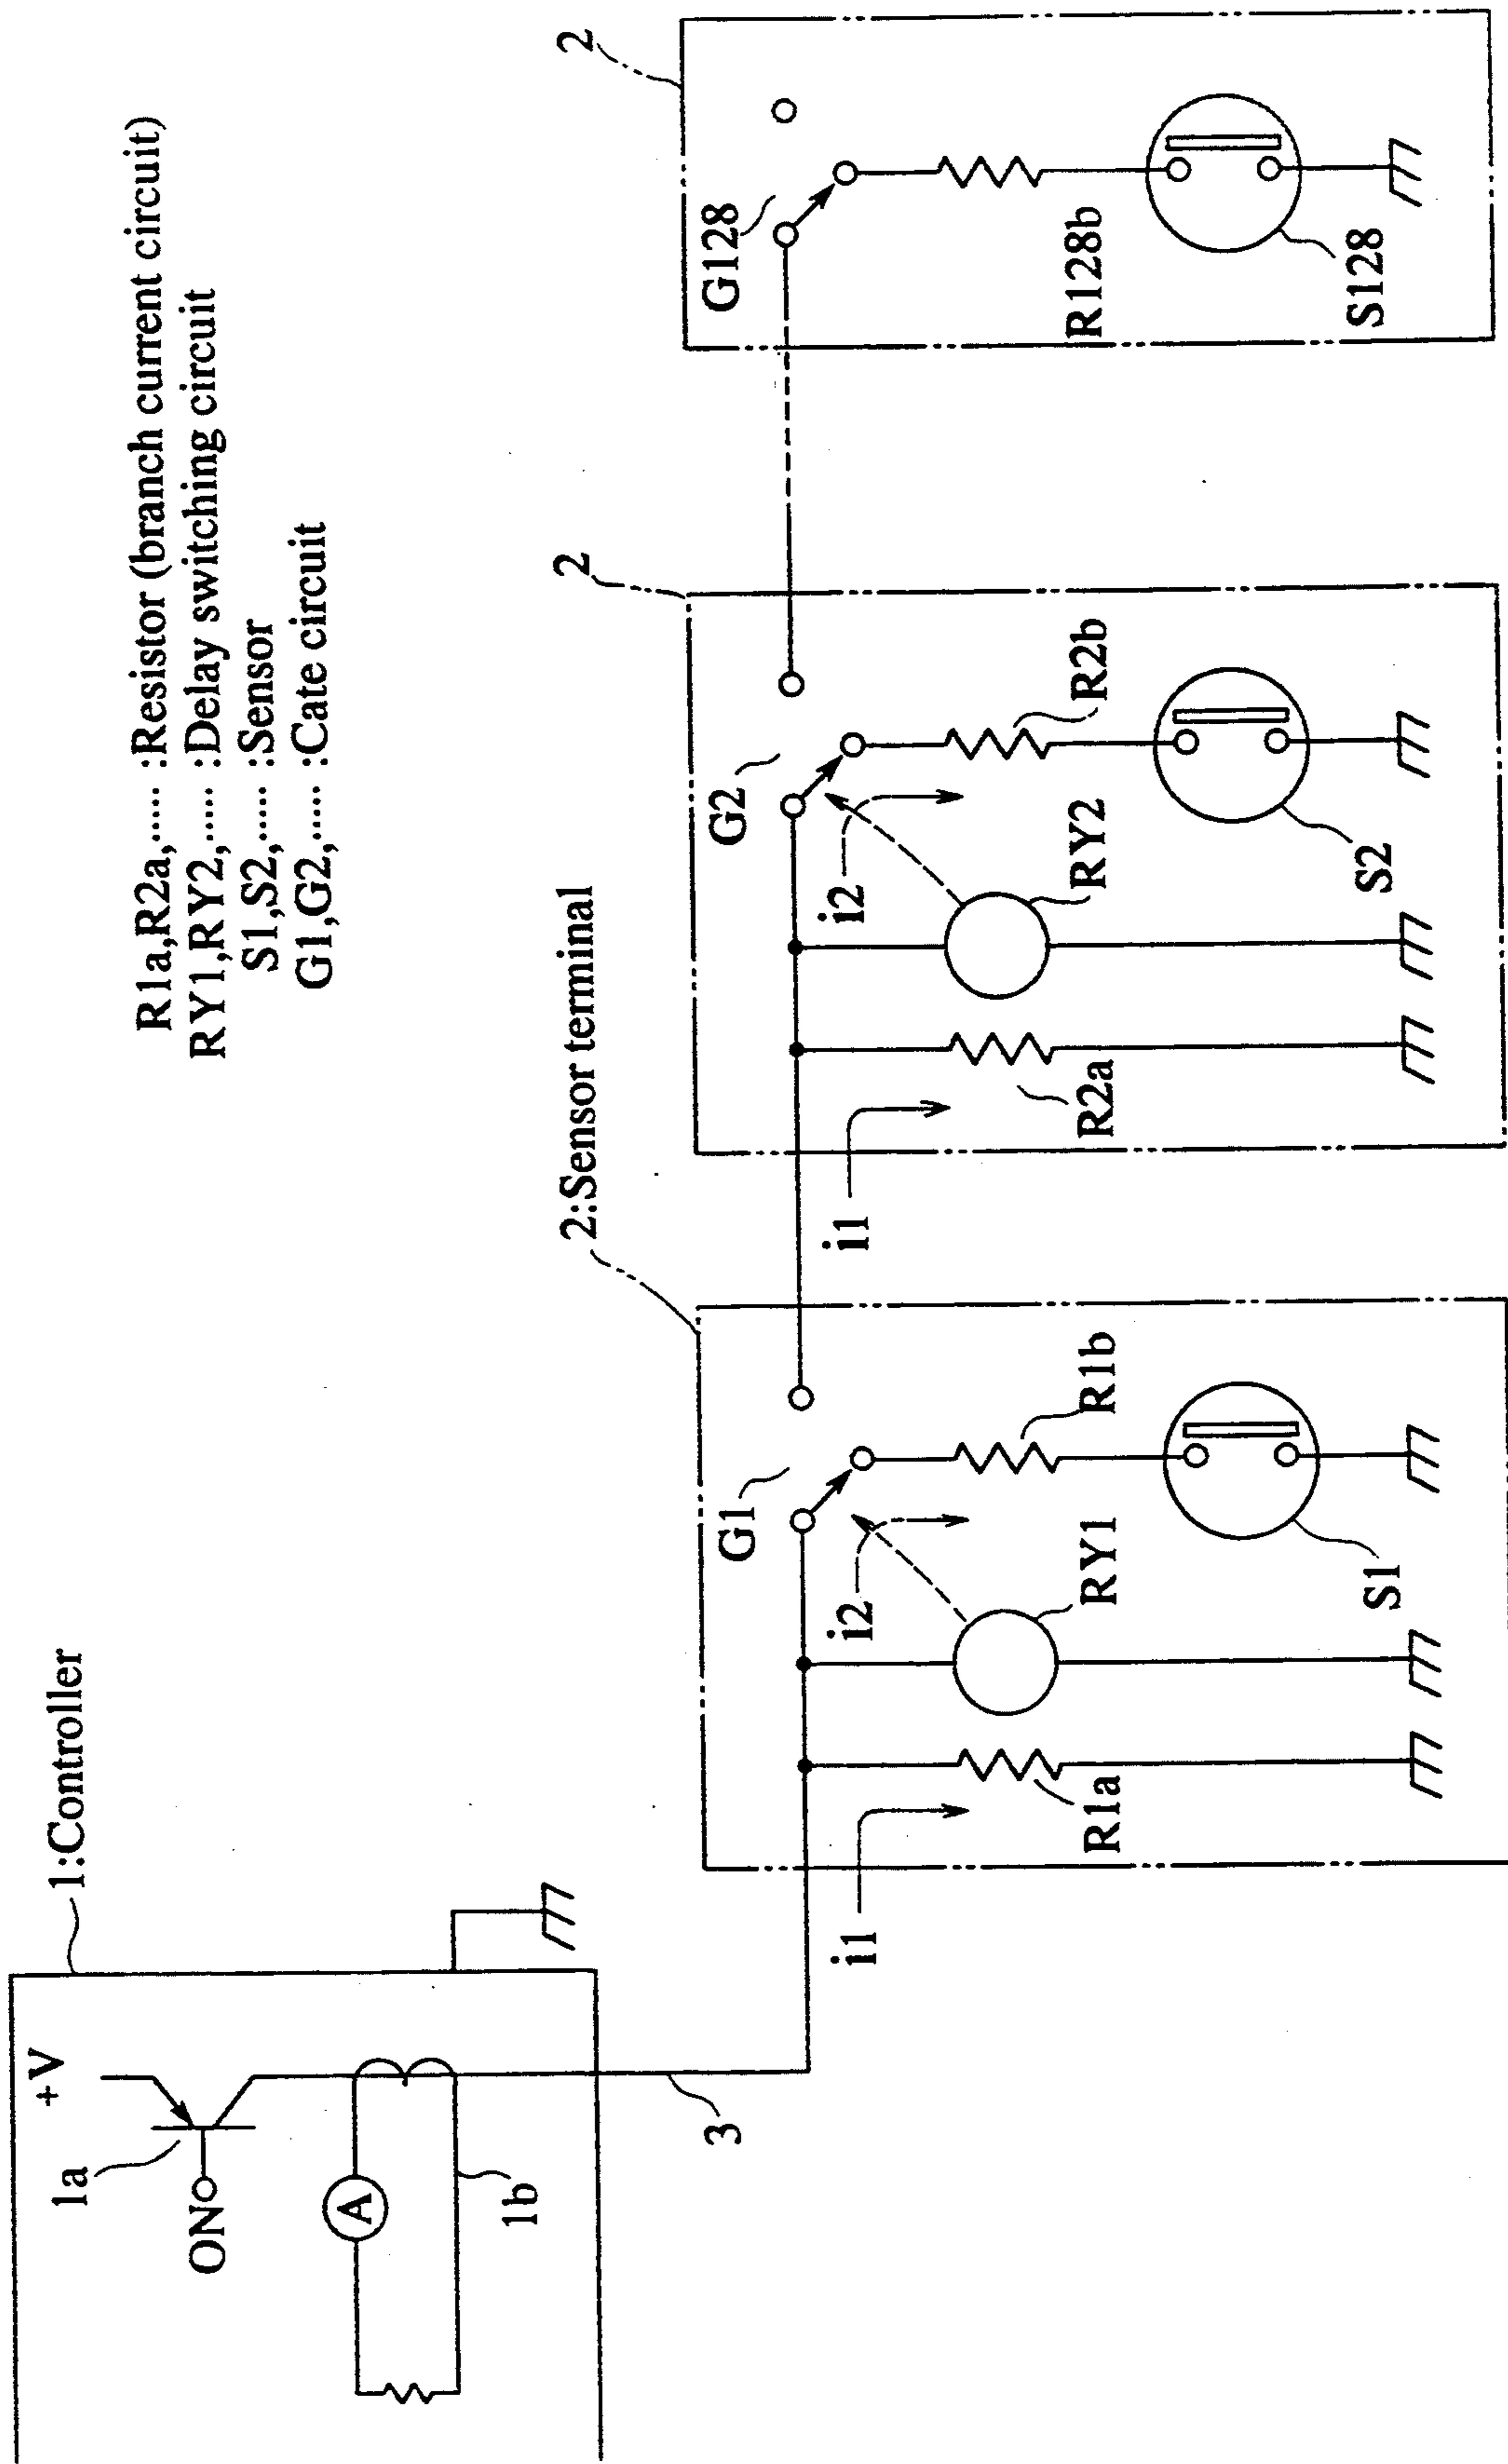 1:Controller
+V
1a
ON
A
1b
3
R1a,R2a,..... :Resistor (branch current circuit)
RY1,RY2,..... :Delay switching circuit
S1,S2,..... :Sensor
G1,G2,..... :Cate circuit
2:Sensor terminal
G1
i1
i2
R1a
RY1
R1b
S1
2
G2
i1
i2
R2a
RY2
R2b
S2
2
G128
R128b
S128